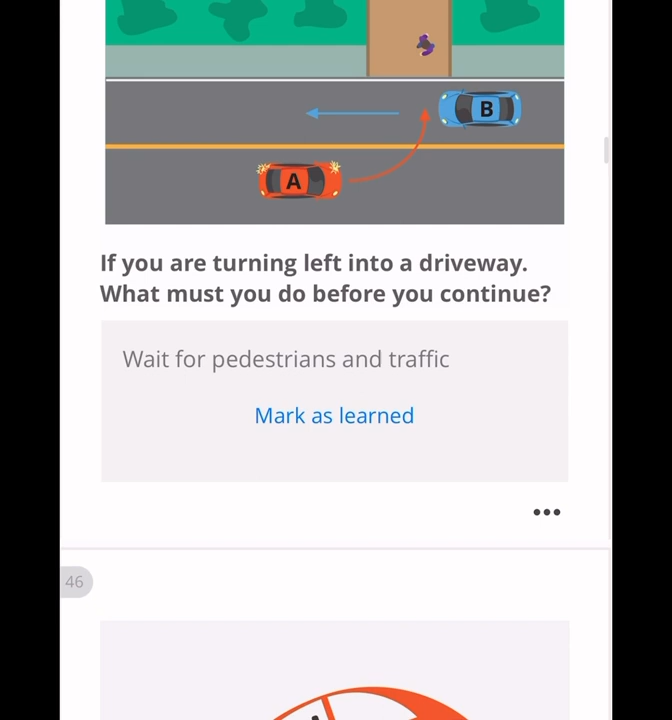 B
A
If you are turning left into a driveway.
What must you do before you continue?
Wait for pedestrians and traffic
Mark as learned
46